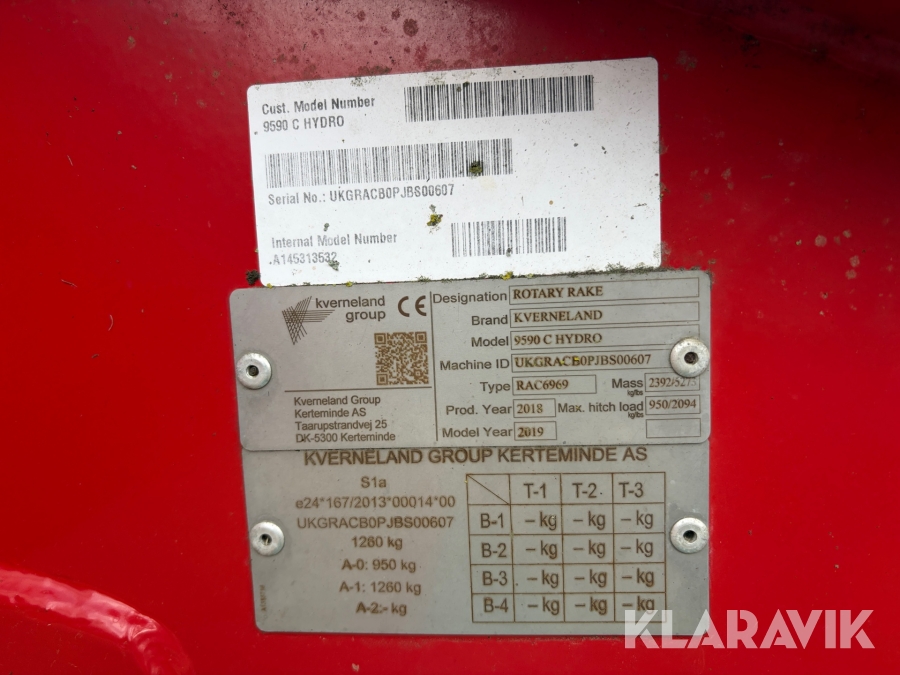 Cust. Model Number
9590 C HYDRO
Serial No.: UKGRACB0PJBS00607
Internal Model Number
A145313532
kverneland
group
CE
Kverneland Group
Kerteminde AS
Taarupstrandvej 25
DK-5300 Kerteminde
Designation ROTARY RAKE
Brand KVERNELAND
Model 9590 C HYDRO
Machine ID UKGRACB0PJBS00607
Type RAC6969 Mass kg/lbs 2392/5273
Prod. Year 2018 Max. hitch load kg/lbs 950/2094
Model Year 2019
KVERNELAND GROUP KERTEMINDE AS
S1a
e24*167/2013*00014*00
UKGRACB0PJBS00607
1260 kg
A-0: 950 kg
A-1: 1260 kg
A-2: - kg
T-1 T-2 T-3
B-1 - kg - kg - kg
B-2 - kg - kg - kg
B-3 - kg - kg - kg
B-4 - kg - kg - kg
KLARAVIK